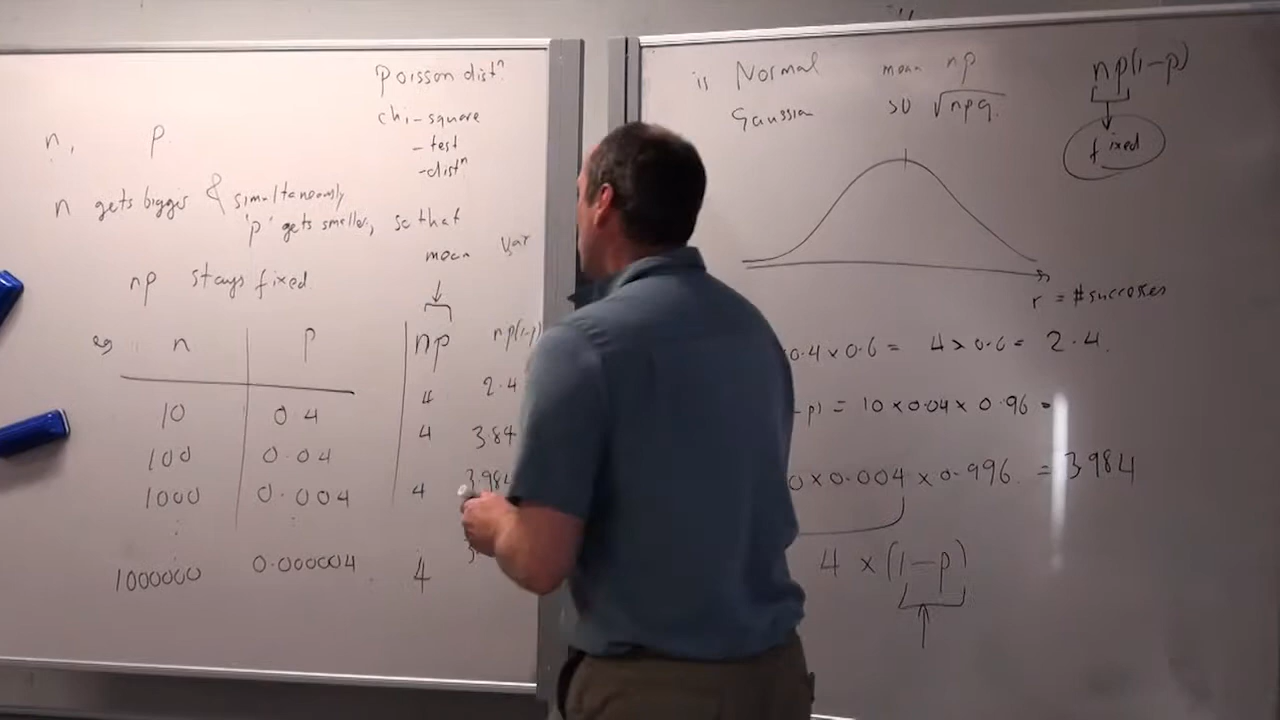 Poisson distⁿ
chi-square
- test
- distⁿ
n, p.
n gets bigger & simultaneously
'p' gets smaller, so that
np stays fixed
mean var
eg n p np np(1-p)
10 0.4 4 2.4
100 0.04 4 3.84
1000 0.004 4 3.984
1000000 0.000004 4
is Normal mean np
Gaussian SD √npq.
np(1-p)
fixed
r = #successes
0.4 x 0.6 = 4 x 0.6 = 2.4.
-p) = 10 x 0.04 x 0.96 =
0 x 0.004 x 0.996. = 3.984
4 x (1-p)